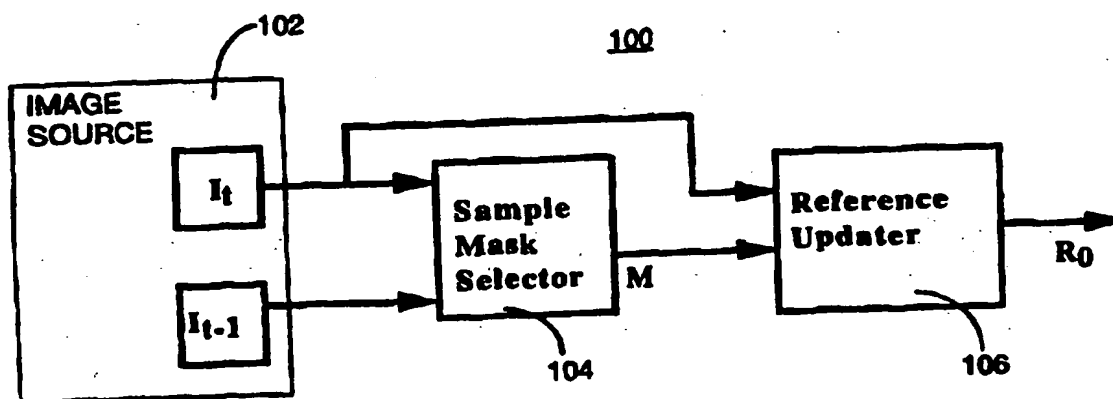 102
100
IMAGE
SOURCE
It
It-1
Sample
Mask
Selector
M
Reference
Updater
R0
104
106